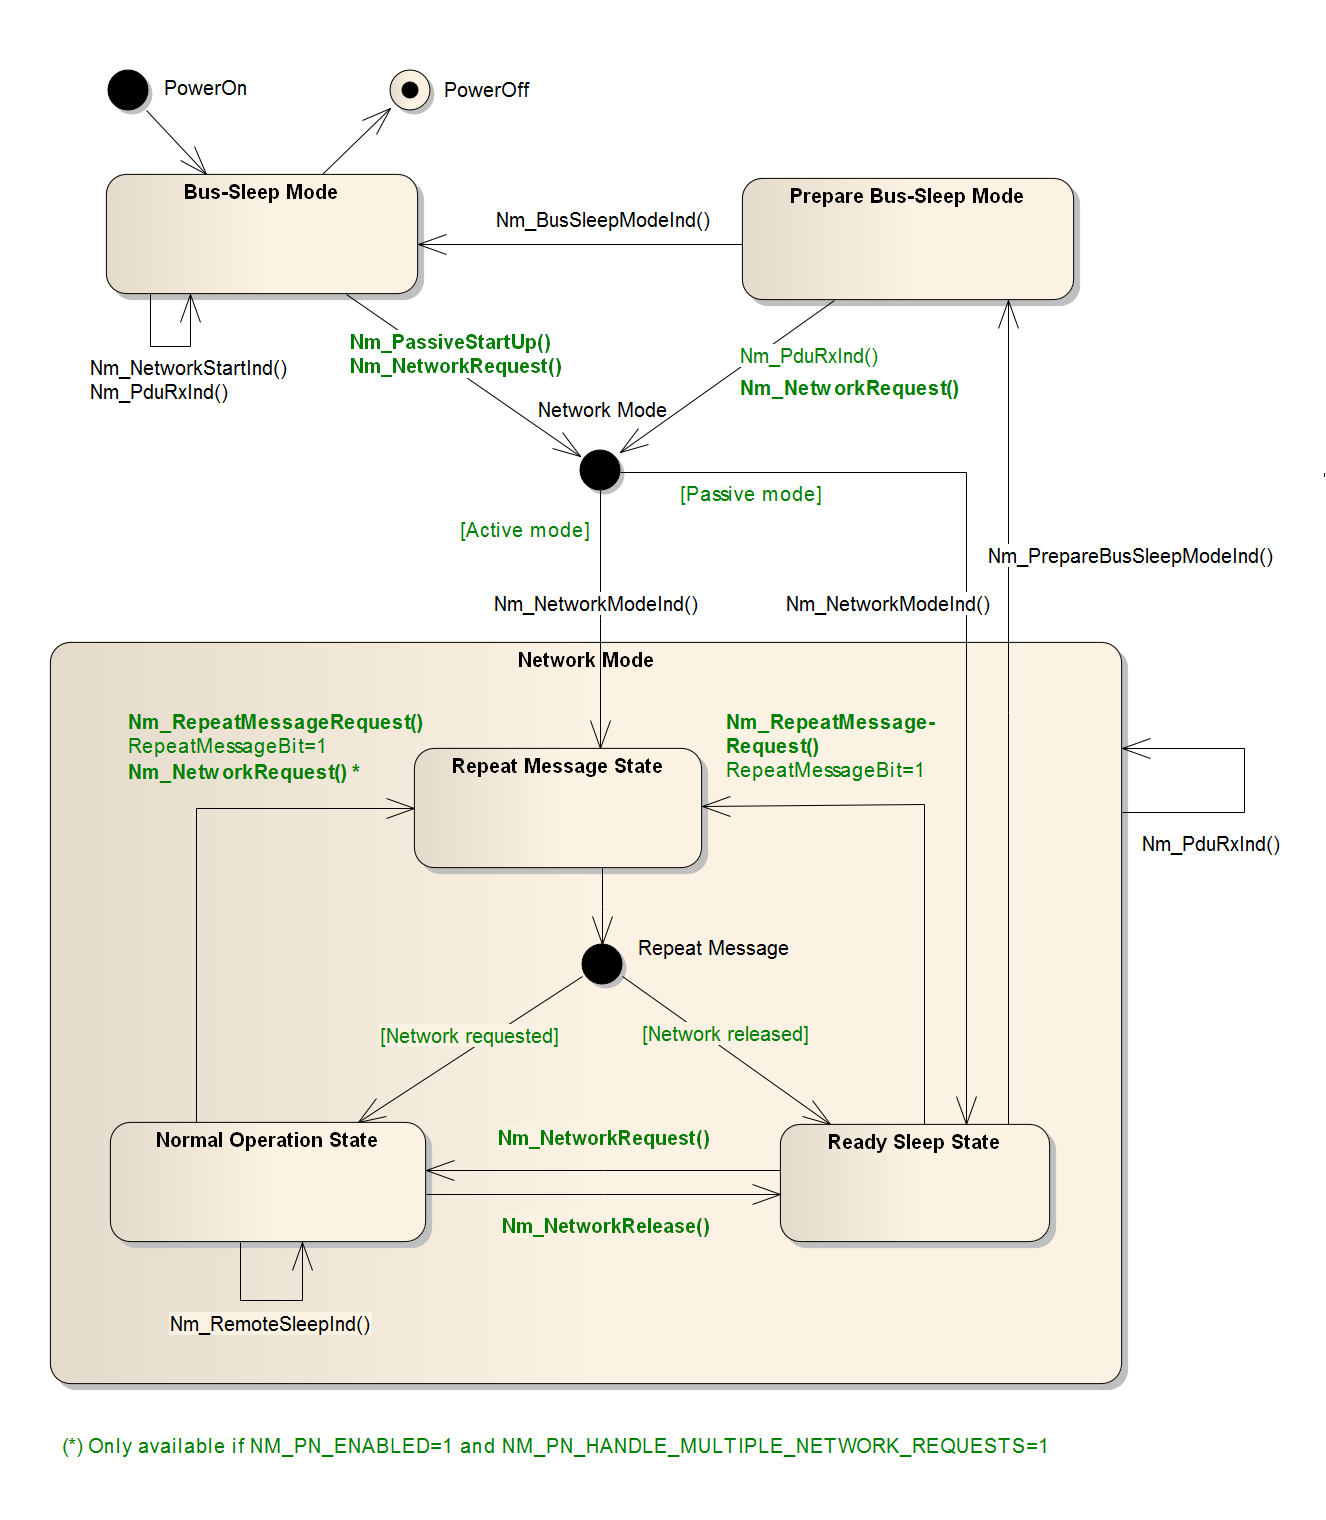 PowerOn
PowerOff
Bus-Sleep Mode
Prepare Bus-Sleep Mode
Nm_BusSleepModeInd()
Nm_PassiveStartUp()
Nm_NetworkRequest()
Nm_NetworkStartInd()
Nm_PduRxInd()
Nm_PduRxInd()
Nm_NetworkRequest()
Network Mode
[Passive mode]
[Active mode]
Nm_PrepareBusSleepModeInd()
Nm_NetworkModeInd()
Nm_NetworkModeInd()
Network Mode
Nm_RepeatMessageRequest()
RepeatMessageBit=1
Nm_NetworkRequest() *
Nm_RepeatMessage-
Request()
RepeatMessageBit=1
Repeat Message State
Nm_PduRxInd()
Repeat Message
[Network requested]
[Network released]
Normal Operation State
Nm_NetworkRequest()
Ready Sleep State
Nm_NetworkRelease()
Nm_RemoteSleepInd()
(*) Only available if NM_PN_ENABLED=1 and NM_PN_HANDLE_MULTIPLE_NETWORK_REQUESTS=1